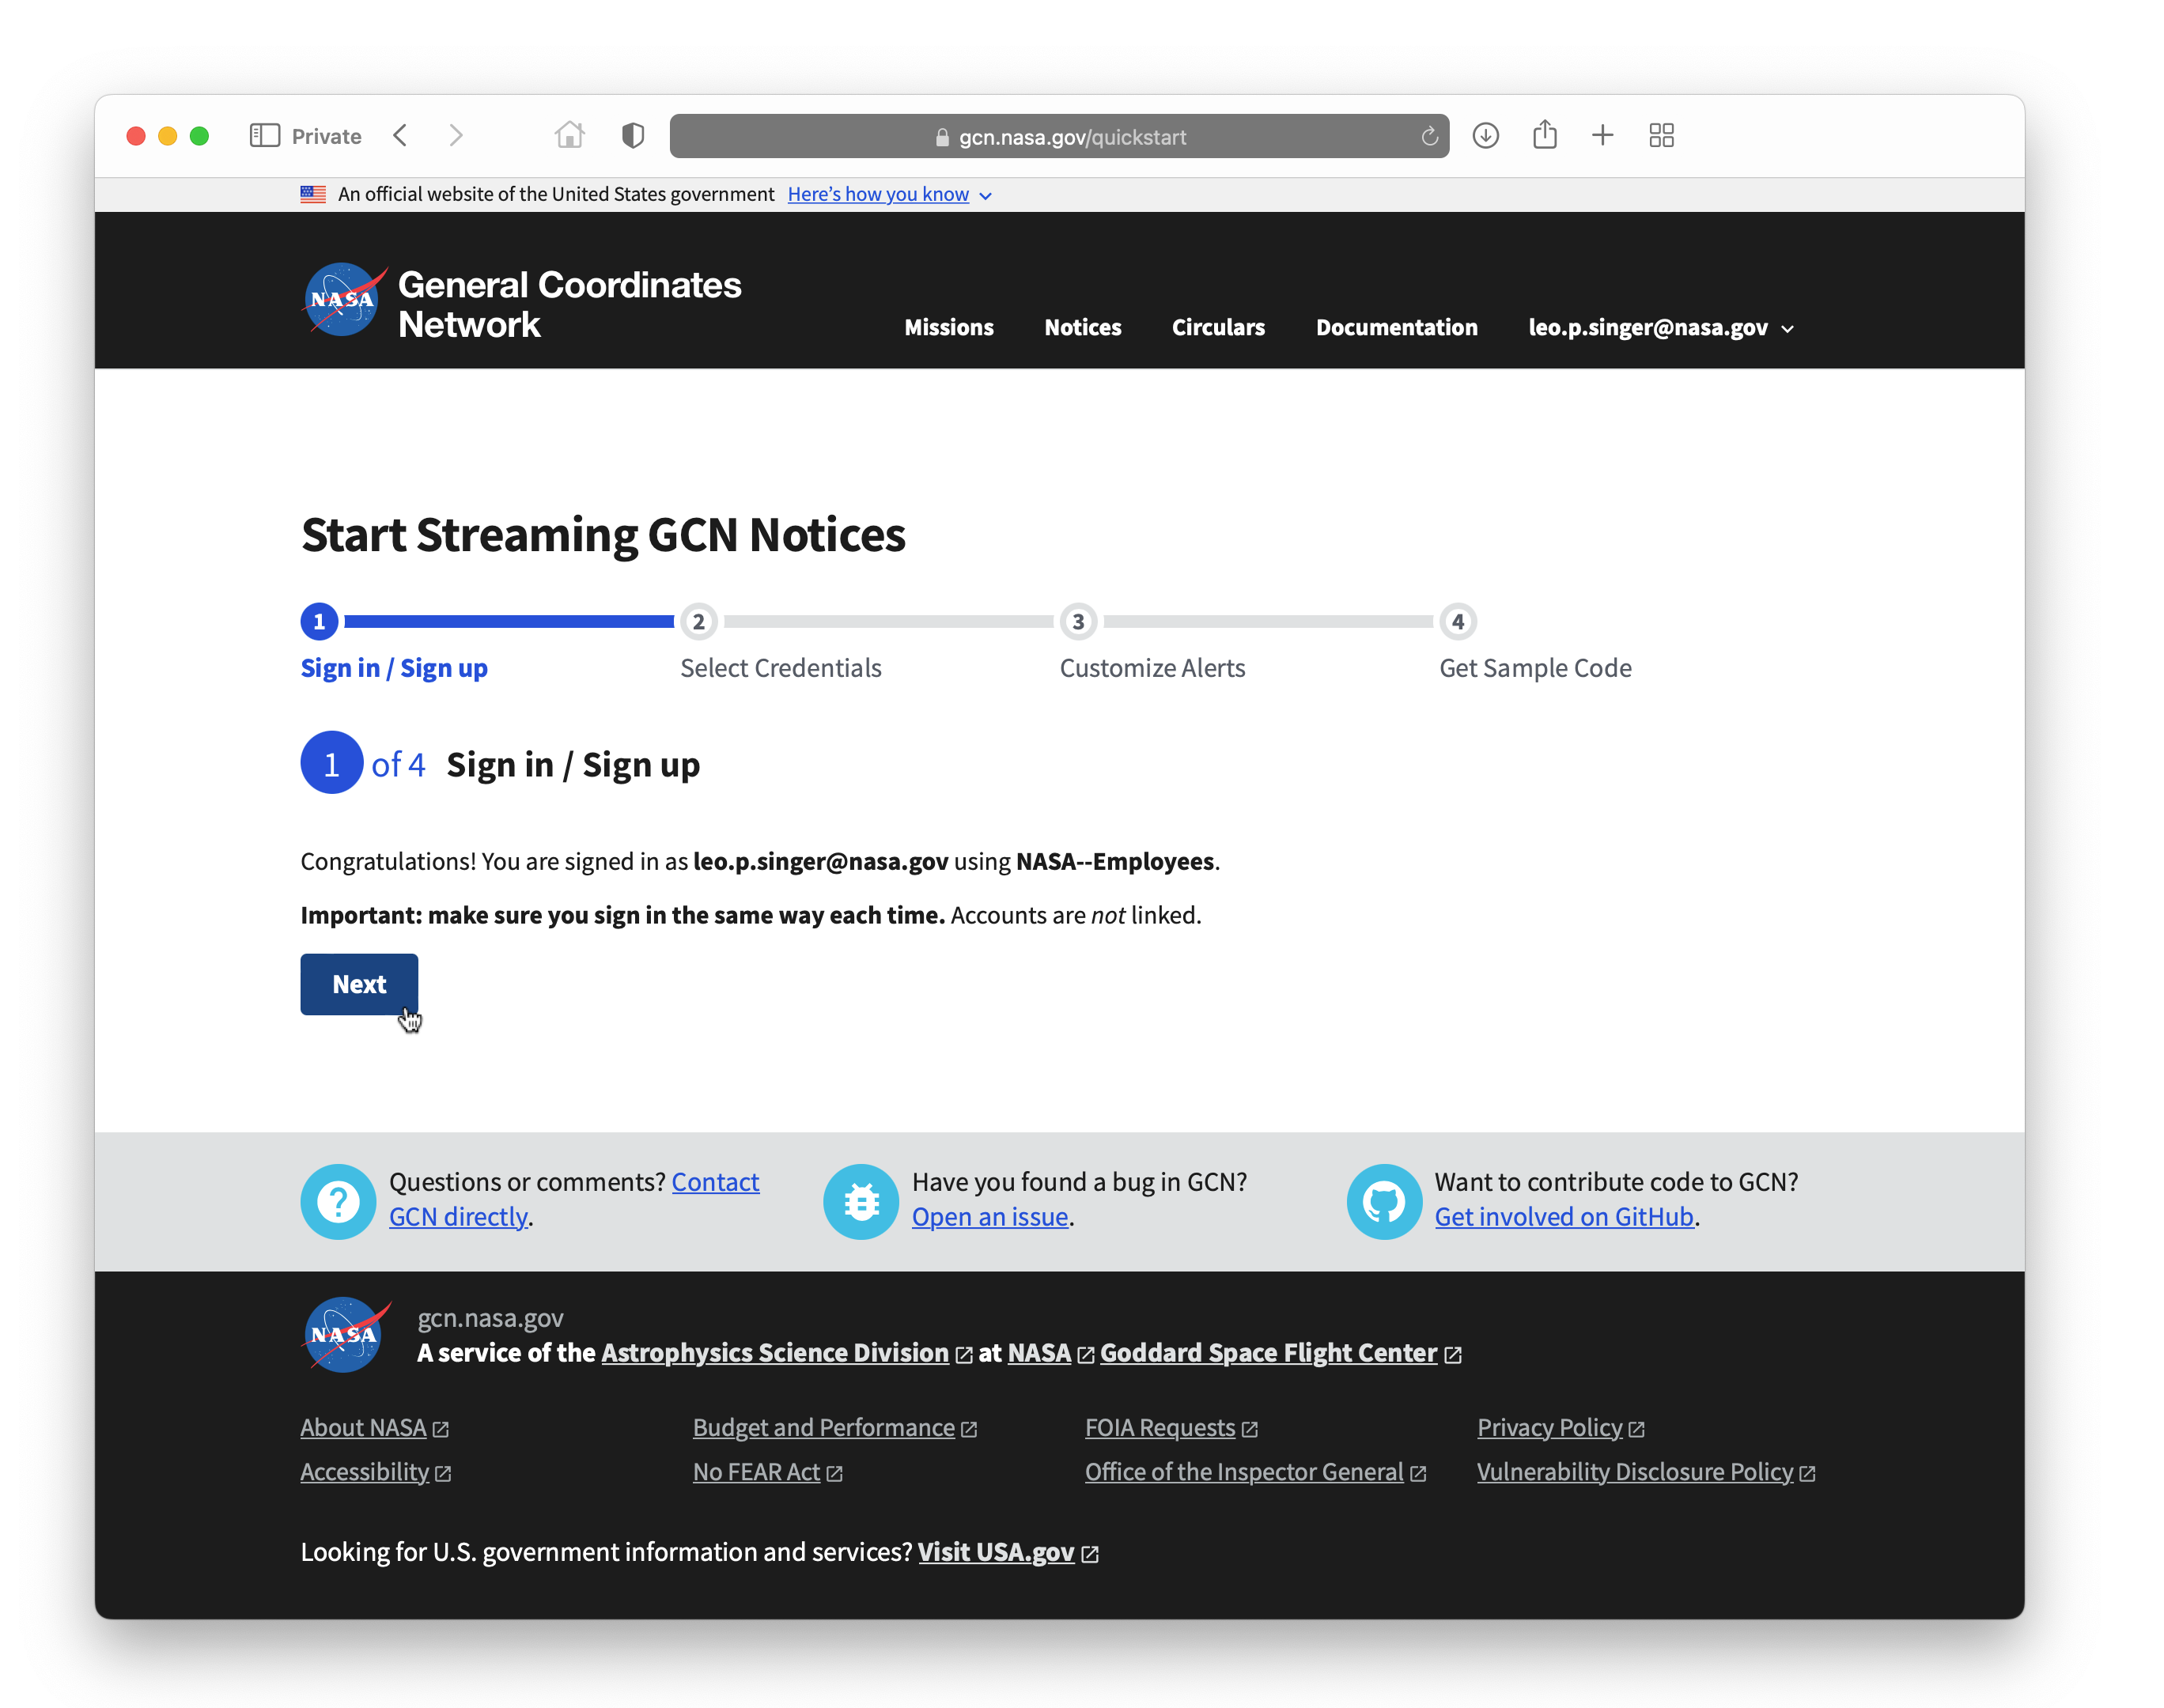 Private
gcn.nasa.gov/quickstart
An official website of the United States government Here's how you know
NASA
General Coordinates
Network
Missions Notices Circulars Documentation leo.p.singer@nasa.gov
Start Streaming GCN Notices
1 2 3 4
Sign in / Sign up Select Credentials Customize Alerts Get Sample Code
1 of 4 Sign in / Sign up
Congratulations! You are signed in as leo.p.singer@nasa.gov using NASA--Employees.
Important: make sure you sign in the same way each time. Accounts are not linked.
Next
Questions or comments? Contact
GCN directly.
Have you found a bug in GCN?
Open an issue.
Want to contribute code to GCN?
Get involved on GitHub.
NASA
gcn.nasa.gov
A service of the Astrophysics Science Division at NASA Goddard Space Flight Center
About NASA Budget and Performance FOIA Requests Privacy Policy
Accessibility No FEAR Act Office of the Inspector General Vulnerability Disclosure Policy
Looking for U.S. government information and services? Visit USA.gov